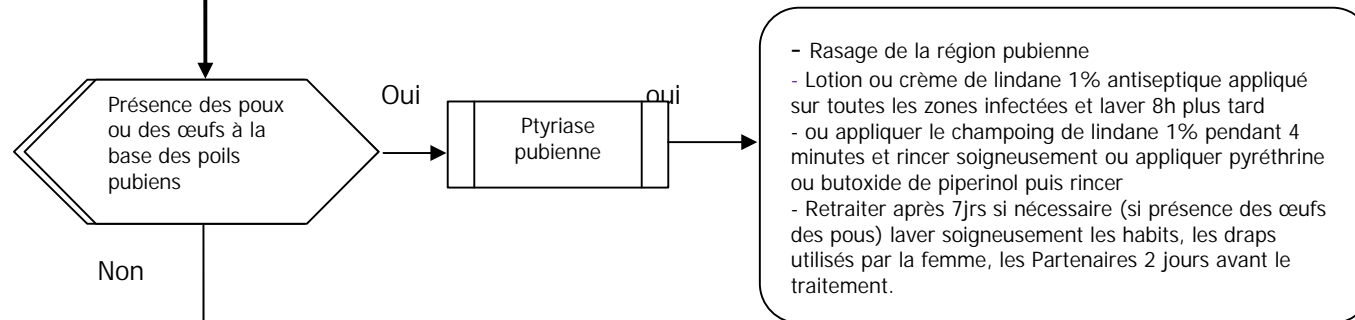 Présence des poux
ou des œufs à la
base des poils
pubiens
Oui
Non
Ptyriase
pubienne
oui
- Rasage de la région pubienne
- Lotion ou crème de lindane 1% antiseptique appliqué
sur toutes les zones infectées et laver 8h plus tard
- ou appliquer le champoing de lindane 1% pendant 4
minutes et rincer soigneusement ou appliquer pyréthrine
ou butoxide de piperinol puis rincer
- Retraiter après 7jrs si nécessaire (si présence des œufs
des pous) laver soigneusement les habits, les draps
utilisés par la femme, les Partenaires 2 jours avant le
traitement.